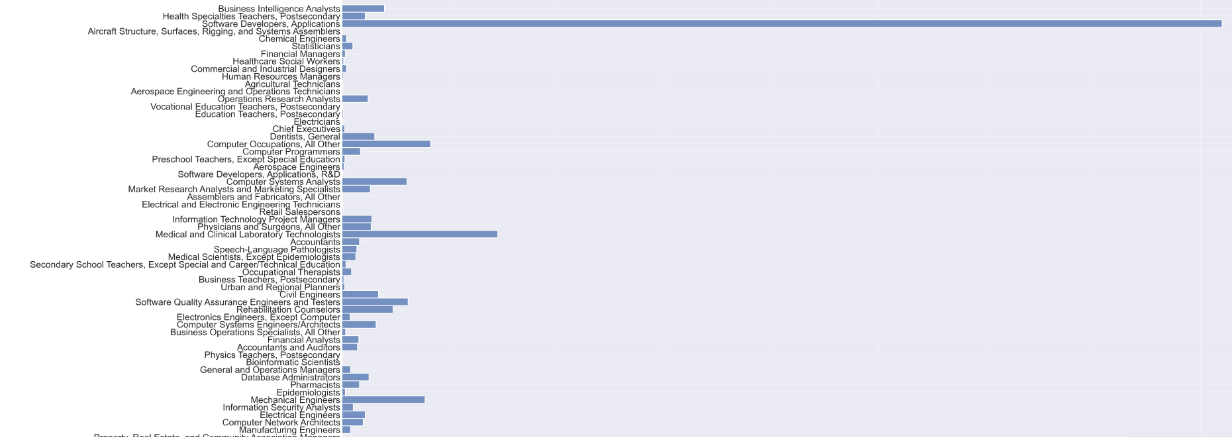 Business Intelligence Analysts
Health Specialties Teachers, Postsecondary
Software Developers, Applications
Aircraft Structure, Surfaces, Rigging, and Systems Assemblers
Chemical Engineers
Statisticians
Financial Managers
Healthcare Social Workers
Commercial and Industrial Designers
Human Resources Managers
Agricultural Technicians
Aerospace Engineering and Operations Technicians
Operations Research Analysts
Vocational Education Teachers, Postsecondary
Education Teachers, Postsecondary
Electricians
Chief Executives
Dentists, General
Computer Occupations, All Other
Computer Programmers
Preschool Teachers, Except Special Education
Aerospace Engineers
Software Developers, Applications, R&D
Computer Systems Analysts
Market Research Analysts and Marketing Specialists
Assemblers and Fabricators, All Other
Electrical and Electronic Engineering Technicians
Retail Salespersons
Information Technology Project Managers
Physicians and Surgeons, All Other
Medical and Clinical Laboratory Technologists
Accountants
Speech-Language Pathologists
Medical Scientists, Except Epidemiologists
Secondary School Teachers, Except Special and Career/Technical Education
Occupational Therapists
Business Teachers, Postsecondary
Urban and Regional Planners
Civil Engineers
Software Quality Assurance Engineers and Testers
Rehabilitation Counselors
Electronics Engineers, Except Computer
Computer Systems Engineers/Architects
Business Operations Specialists, All Other
Financial Analysts
Accountants and Auditors
Physics Teachers, Postsecondary
Bioinformatic Scientists
General and Operations Managers
Database Administrators
Pharmacists
Epidemiologists
Mechanical Engineers
Information Security Analysts
Electrical Engineers
Computer Network Architects
Manufacturing Engineers
Property, Real Estate, and Community Association Managers